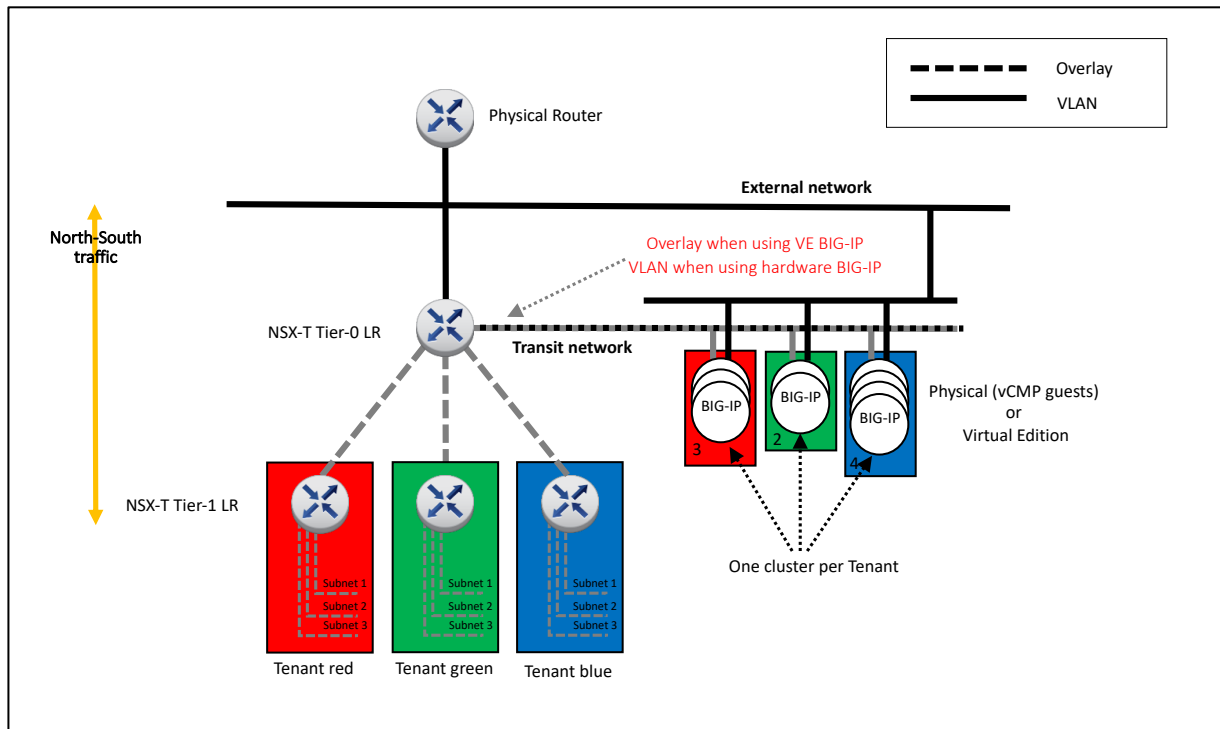 Overlay
VLAN
Physical Router
External network
North-South
traffic
Overlay when using VE BIG-IP
VLAN when using hardware BIG-IP
NSX-T Tier-0 LR
Transit network
BIG-IP
3
BIG-IP
2
BIG-IP
4
Physical (vCMP guests)
or
Virtual Edition
NSX-T Tier-1 LR
One cluster per Tenant
Subnet 1
Subnet 2
Subnet 3
Subnet 1
Subnet 2
Subnet 3
Subnet 1
Subnet 2
Subnet 3
Tenant red
Tenant green
Tenant blue